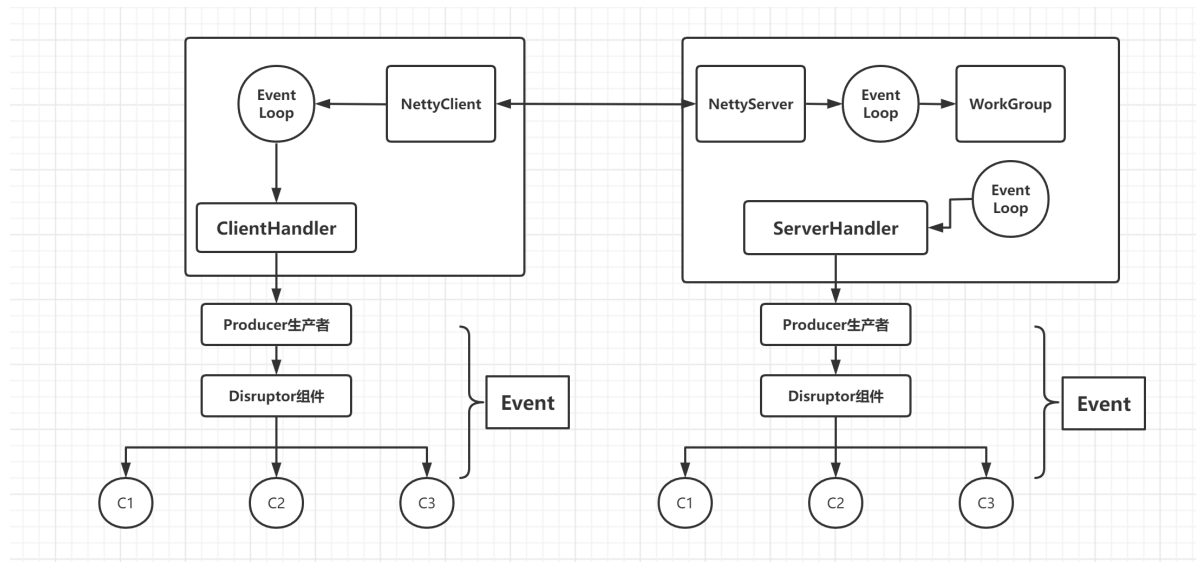 Event
Loop
NettyClient
ClientHandler
Producer生产者
Disruptor组件
Event
C1
C2
C3
NettyServer
Event
Loop
WorkGroup
Event
Loop
ServerHandler
Producer生产者
Disruptor组件
Event
C1
C2
C3